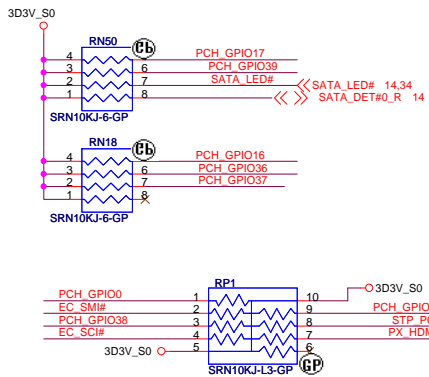 3D3V_S0
RN50
4 5 PCH_GPIO17
3 6 PCH_GPIO39
2 7 SATA_LED# SATA_LED# 14,34
1 8 SATA_DET#0_R 14
SRN10KJ-6-GP
RN18
4 5 PCH_GPIO16
3 6 PCH_GPIO36
2 7 PCH_GPIO37
1 8
SRN10KJ-6-GP
RP1
3D3V_S0
PCH_GPIO0 1 10
EC_SMI# 2 9 PCH_GPIO
PCH_GPIO38 3 8 STP_PC
EC_SCI# 4 7 PX_HDM
3D3V_S0 5 6
SRN10KJ-L3-GP GP